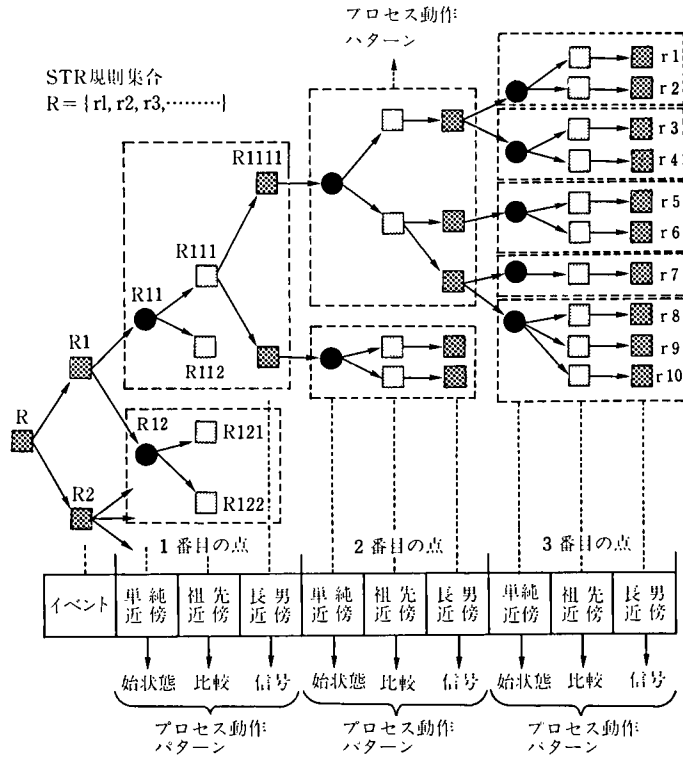 プロセス動作
パターン
STR規則集合
R = {r1, r2, r3,………}
r1
r2
r3
r4
r5
r6
r7
r8
r9
r10
R1111
R111
R11
R112
R1
R
R12
R121
R122
R2
1番目の点
2番目の点
3番目の点
イベント
単純近傍
祖先近傍
長男近傍
単純近傍
祖先近傍
長男近傍
単純近傍
祖先近傍
長男近傍
始状態 比較 信号 始状態 比較 信号 始状態 比較 信号
プロセス動作
パターン
プロセス動作
パターン
プロセス動作
パターン